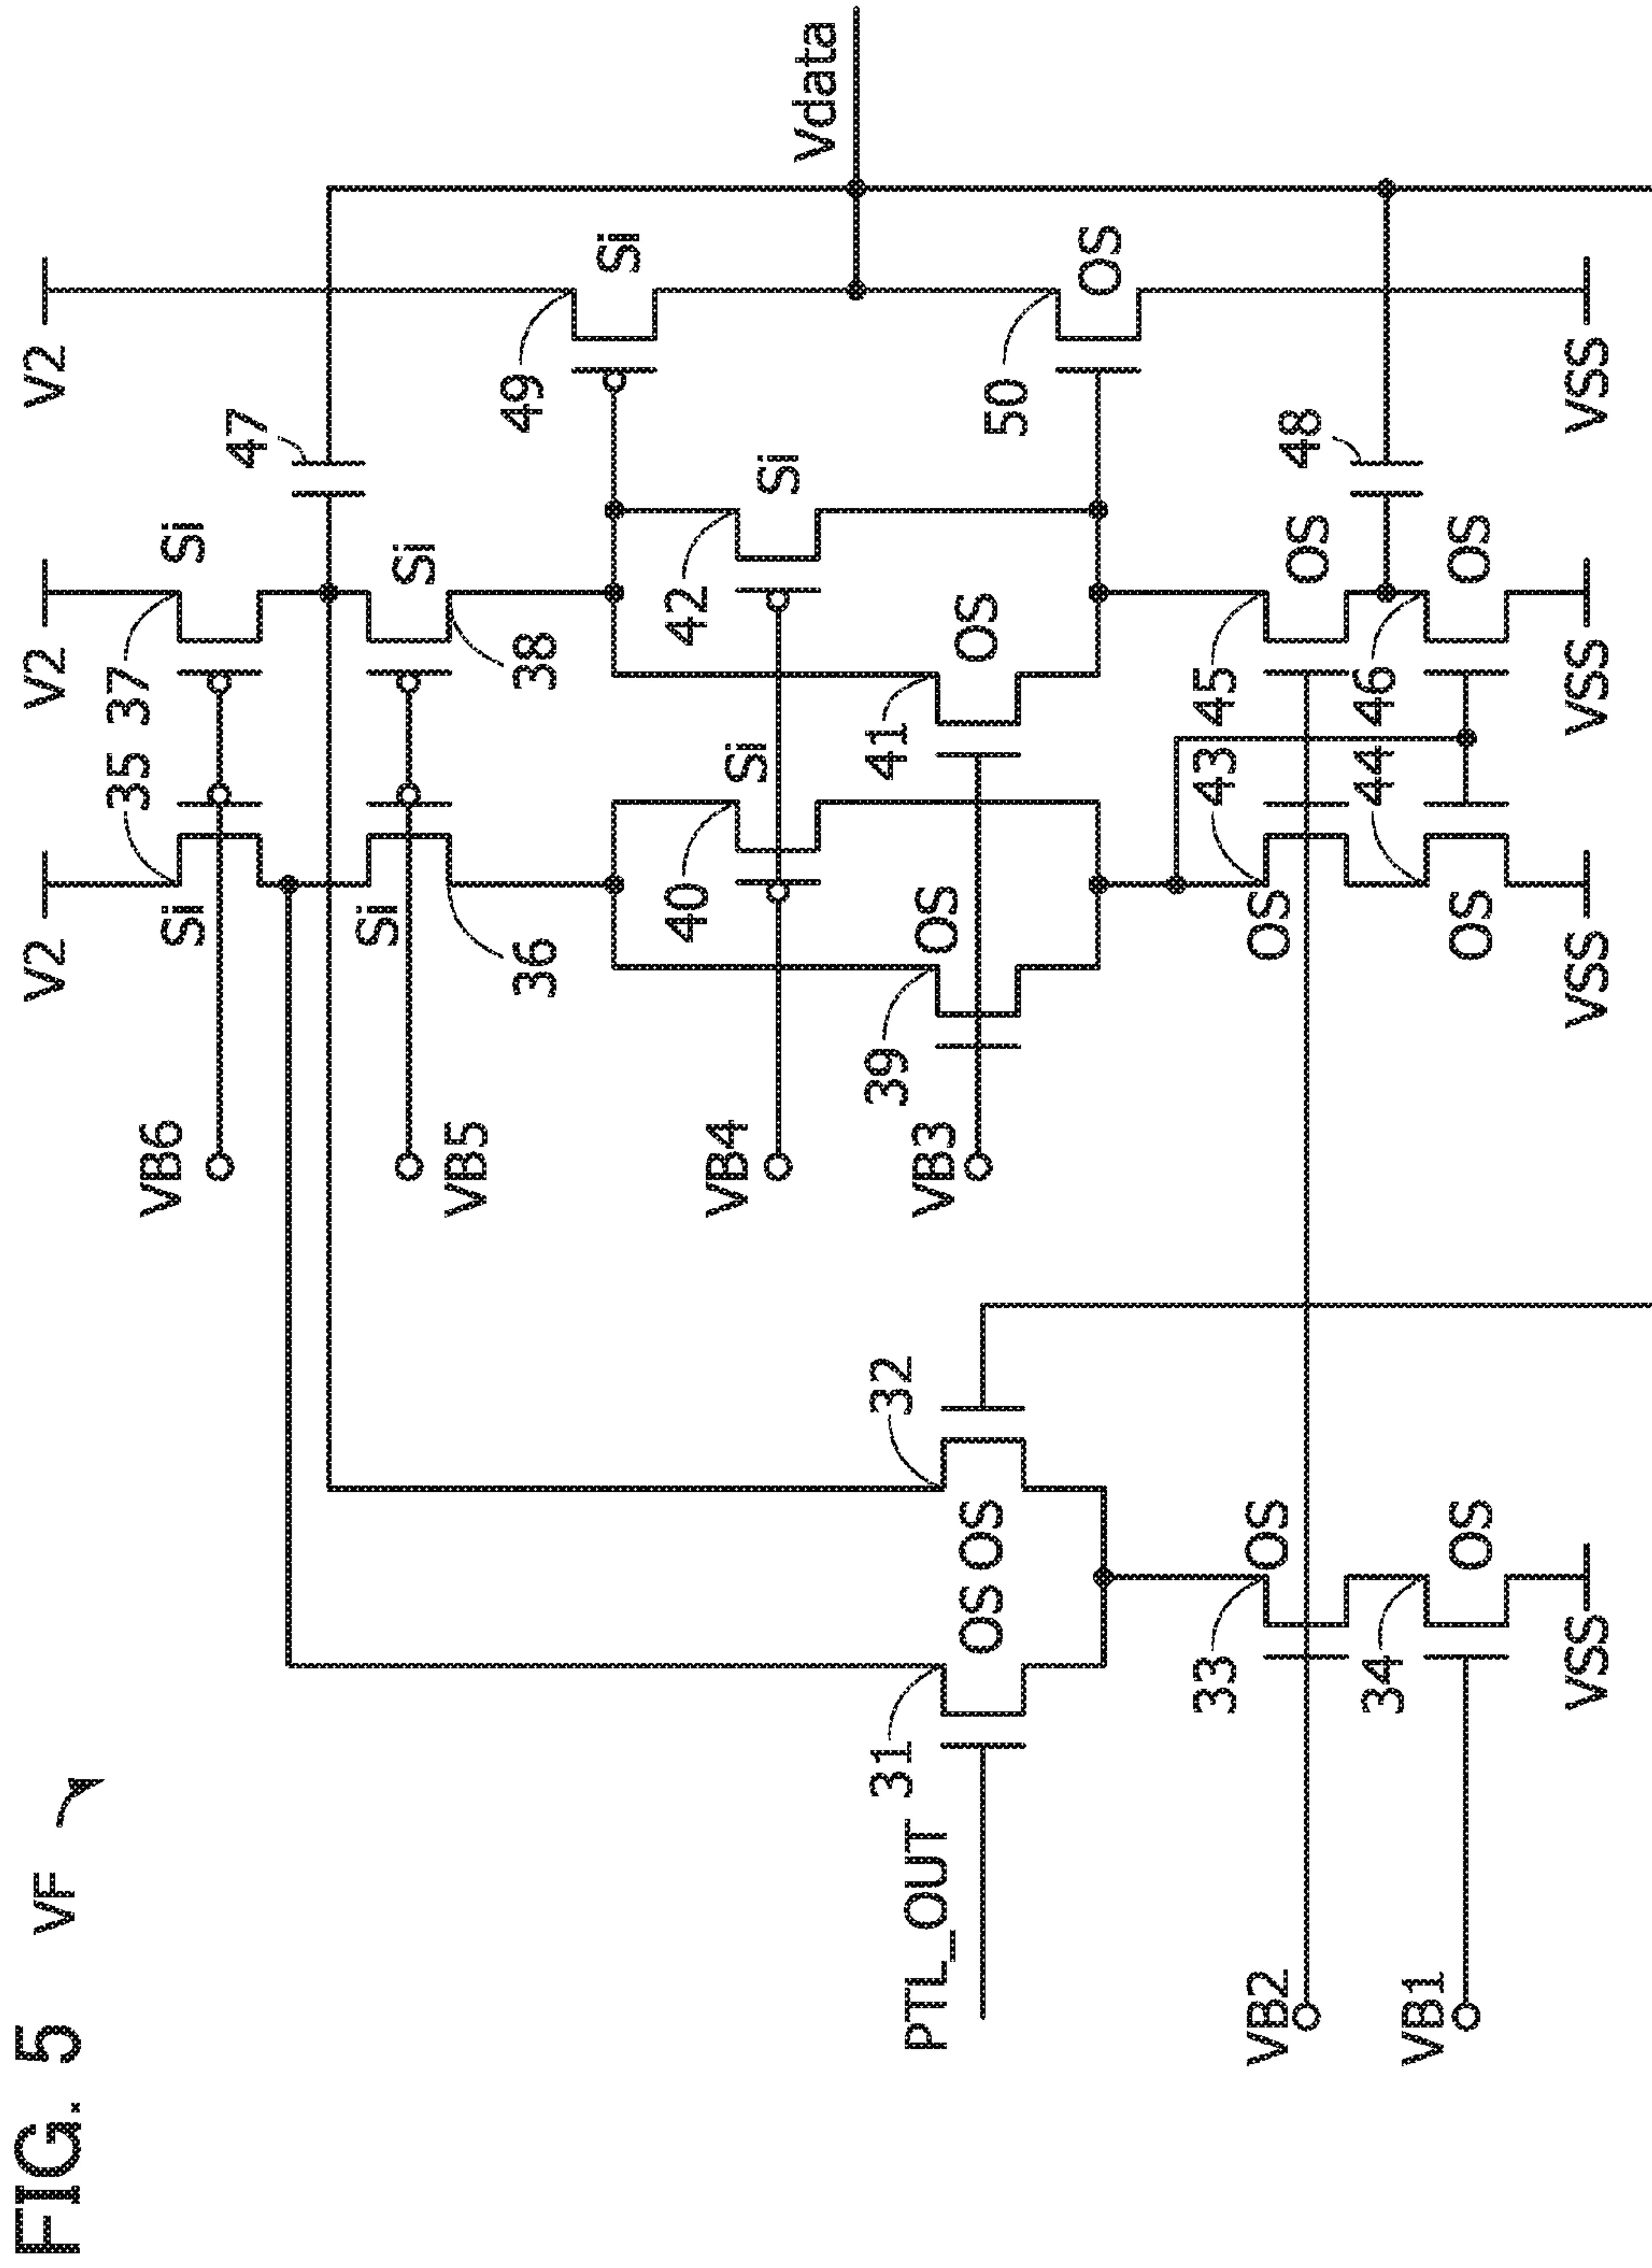 FIG. 5
VF
V2
V2
V2
35
37
VB6
Si
Si
47
Si
Si
VB5
49
36
38
Si
40
42
VB4
Si
Si
Vdata
31
32
39
41
PTL_OUT
VB3
OS
OS
OS OS
50
OS
33
43
45
VB2
OS
OS
OS
48
34
44
46
VB1
OS
OS
OS
VSS
VSS
VSS
VSS